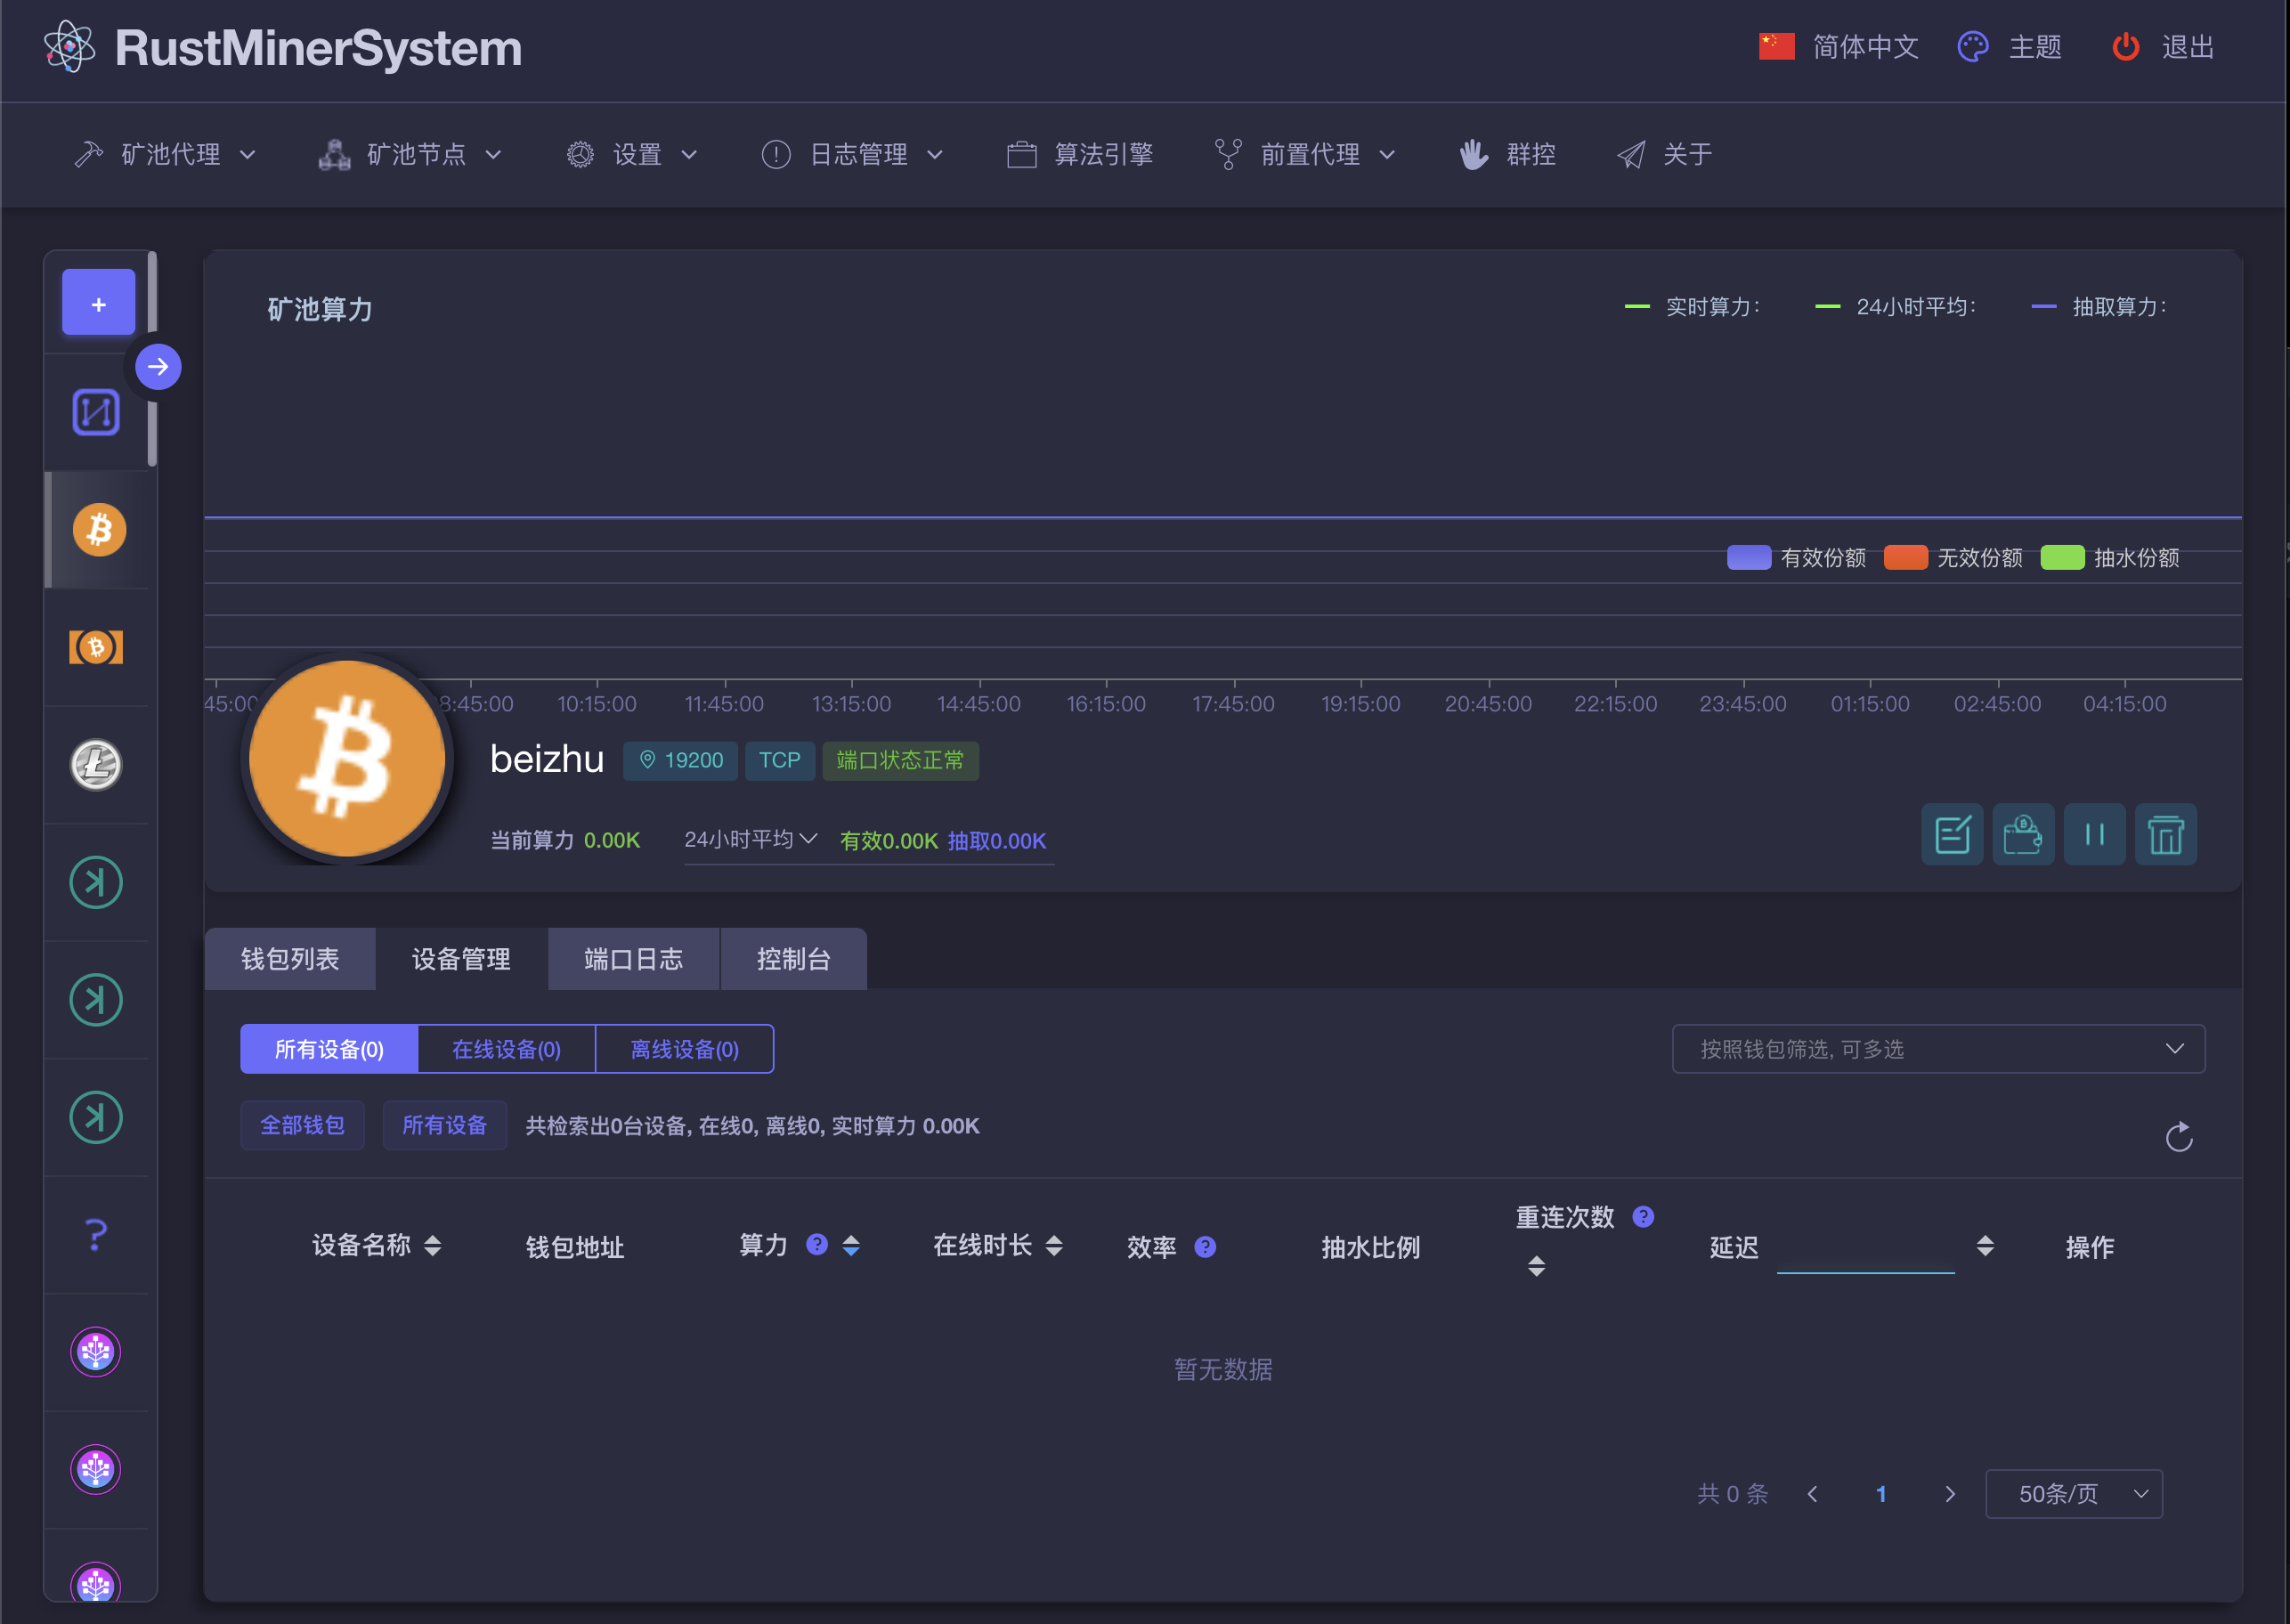 RustMinerSystem
简体中文 主题 退出
矿池代理 矿池节点 设置 日志管理 算法引擎 前置代理 群控 关于
+
矿池算力
实时算力: 24小时平均: 抽取算力:
有效份额 无效份额 抽水份额
45:00 8:45:00 10:15:00 11:45:00 13:15:00 14:45:00 16:15:00 17:45:00 19:15:00 20:45:00 22:15:00 23:45:00 01:15:00 02:45:00 04:15:00
beizhu 19200 TCP 端口状态正常
当前算力 0.00K 24小时平均 有效0.00K 抽取0.00K
钱包列表 设备管理 端口日志 控制台
所有设备(0) 在线设备(0) 离线设备(0) 按照钱包筛选, 可多选
全部钱包 所有设备 共检索出0台设备, 在线0, 离线0, 实时算力 0.00K
设备名称 钱包地址 算力 ? 在线时长 效率 ? 抽水比例 重连次数 ? 延迟 操作
暂无数据
共 0 条 1 50条/页